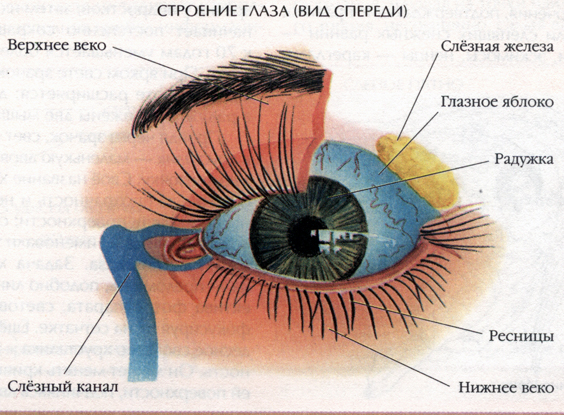 СТРОЕНИЕ ГЛАЗА (ВИД СПЕРЕДИ)
Верхнее веко
Слёзная железа
Глазное яблоко
Радужка
Ресницы
Нижнее веко
Слёзный канал